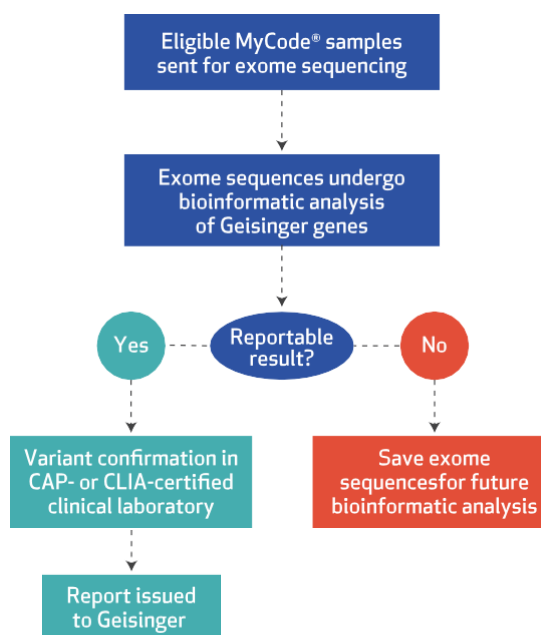 Eligible MyCode® samples
sent for exome sequencing
Exome sequences undergo
bioinformatic analysis
of Geisinger genes
Reportable
result?
Yes
No
Variant confirmation in
CAP- or CLIA-certified
clinical laboratory
Save exome
sequencesfor future
bioinformatic analysis
Report issued
to Geisinger